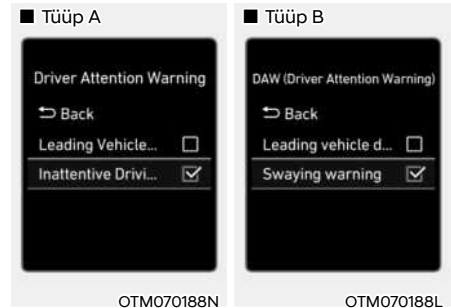 ■ Tüüp A
Driver Attention Warning
⮌ Back
Leading Vehicle...
Inattentive Drivi...
OTM070188N
■ Tüüp B
DAW (Driver Attention Warning)
⮌ Back
Leading vehicle d...
Swaying warning
OTM070188L